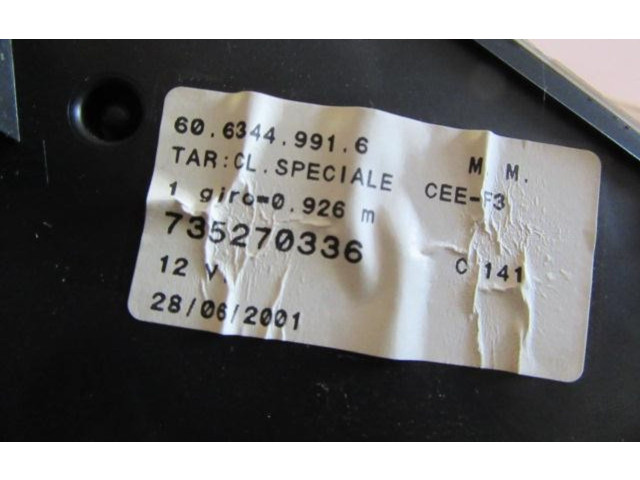 60.6344.991.6
TAR:CL.SPECIALE M.M.
1 giro=0.926 m CEE-F3
735270336
12 V. C 141
28/06/2001